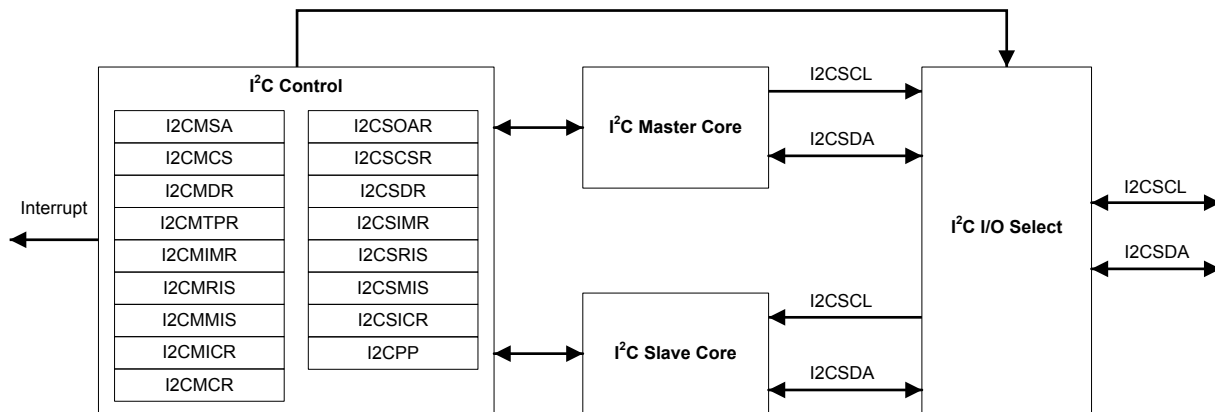 I²C Control
I2CMSA
I2CMCS
I2CMDR
I2CMTPR
I2CMIMR
I2CMRIS
I2CMMIS
I2CMICR
I2CMCR
I2CSOAR
I2CSCSR
I2CSDR
I2CSIMR
I2CSRIS
I2CSMIS
I2CSICR
I2CPP
Interrupt
I²C Master Core
I2CSCL
I2CSDA
I²C Slave Core
I2CSCL
I2CSDA
I²C I/O Select
I2CSCL
I2CSDA